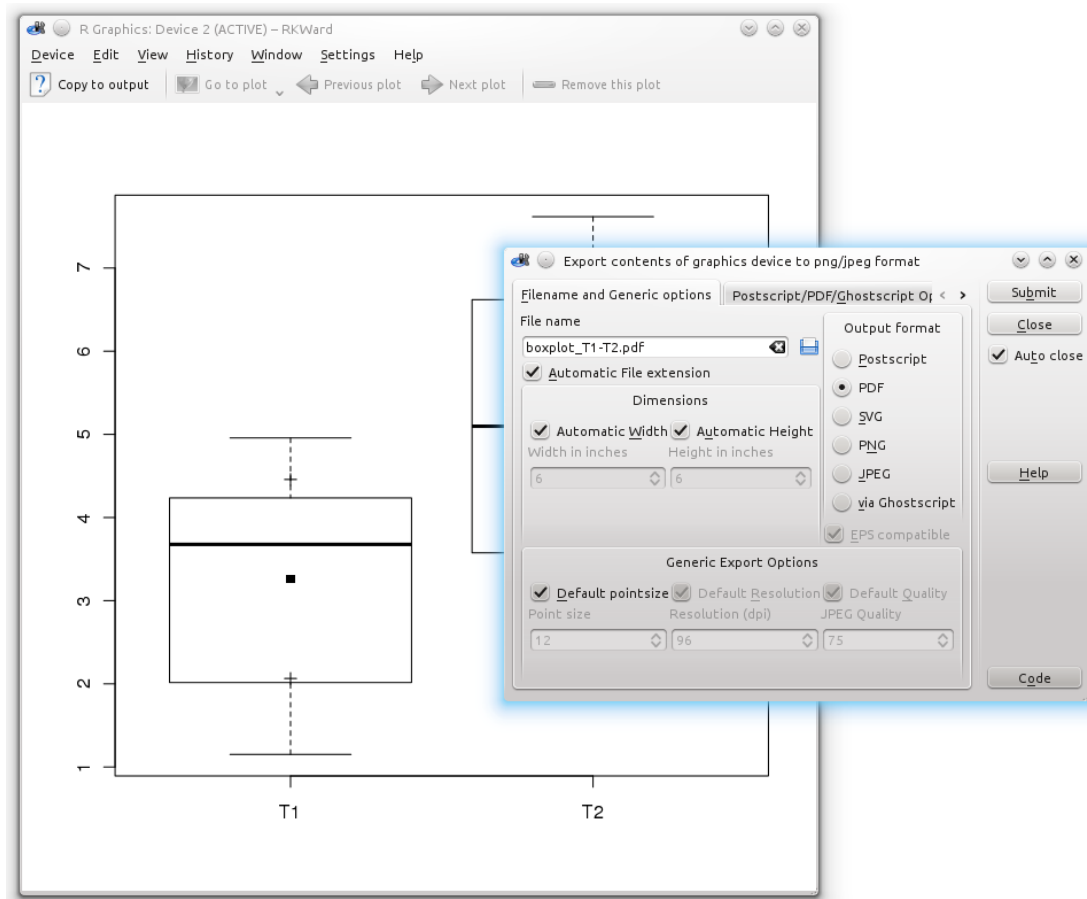 R Graphics: Device 2 (ACTIVE) – RKWard
Device Edit View History Window Settings Help
Copy to output Go to plot Previous plot Next plot Remove this plot
7
6
5
4
3
2
1
T1 T2
Export contents of graphics device to png/jpeg format
Filename and Generic options Postscript/PDF/Ghostscript Op
File name
boxplot_T1-T2.pdf
Automatic File extension
Dimensions
Automatic Width Automatic Height
Width in inches Height in inches
6 6
Output format
Postscript
PDF
SVG
PNG
JPEG
via Ghostscript
EPS compatible
Generic Export Options
Default pointsize Default Resolution Default Quality
Point size Resolution (dpi) JPEG Quality
12 96 75
Submit
Close
Auto close
Help
Code